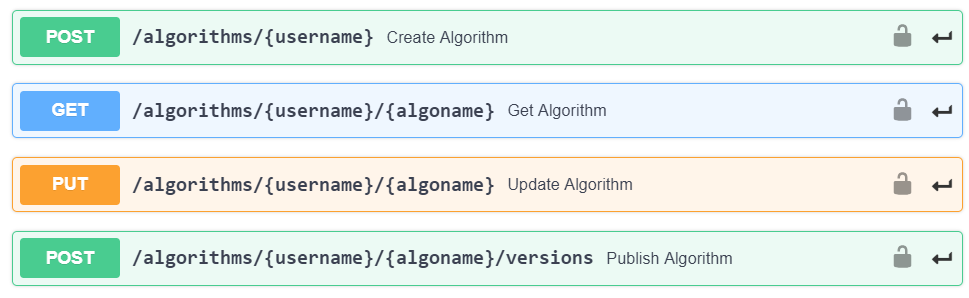 POST /algorithms/{username} Create Algorithm
GET /algorithms/{username}/{algoname} Get Algorithm
PUT /algorithms/{username}/{algoname} Update Algorithm
POST /algorithms/{username}/{algoname}/versions Publish Algorithm